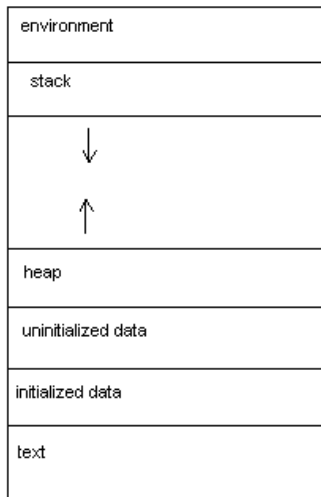 environment
stack
heap
uninitialized data
initialized data
text